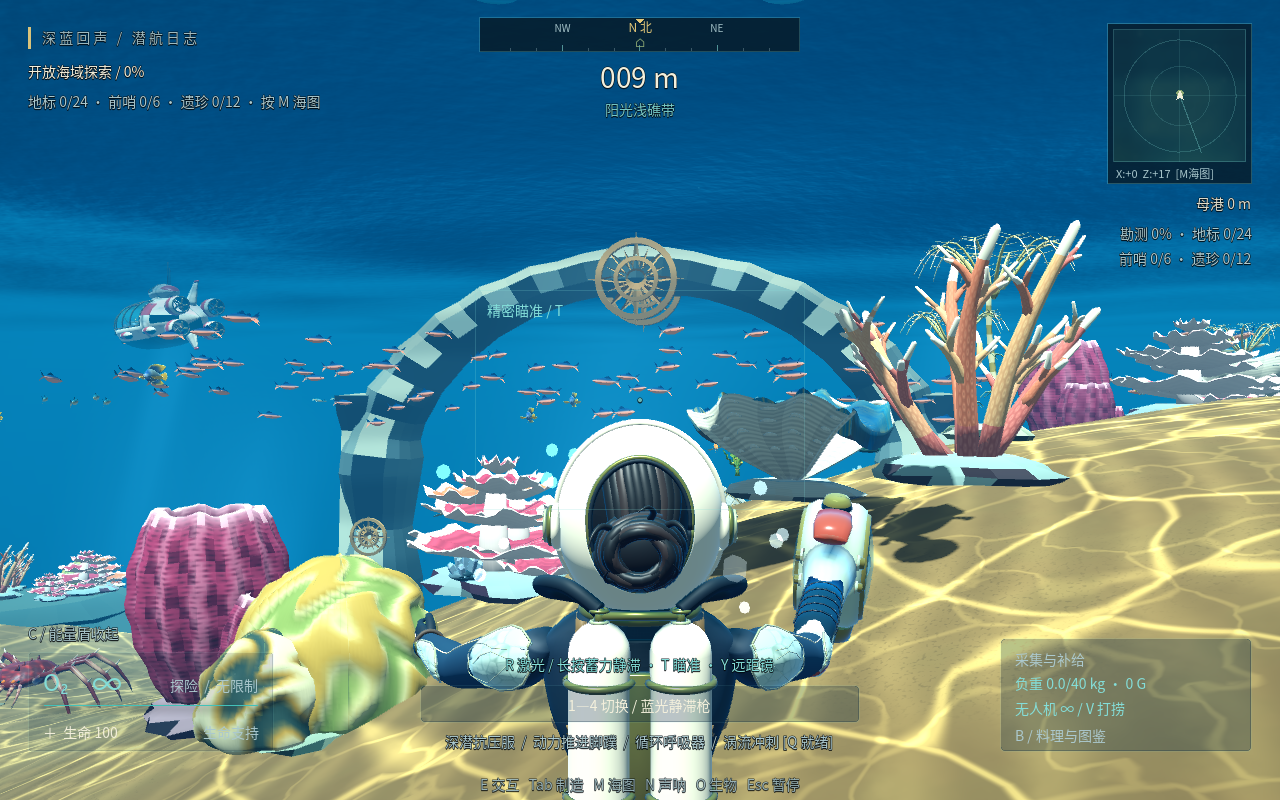 深蓝回声 / 潜航日志
开放海域探索 / 0%
地标 0/24 · 前哨 0/6 · 遗珍 0/12 · 按 M 海图
NW N 北 NE
009 m
阳光浅礁带
X:+0 Z:+17 [M海图]
母港 0 m
勘测 0% · 地标 0/24
前哨 0/6 · 遗珍 0/12
精密瞄准 / T
C / 能量盾收起
O₂ ∞ 探险 / 无限制
+ 生命 100 支持
R 激光 / 长按蓄力静滞 · T 瞄准 · Y 远距镜
1—4 切换 / 蓝光静滞枪
深潜抗压服 / 动力推进脚蹼 / 循环呼吸器 / 涡流冲刺 [Q 就绪]
E 交互 Tab 制造 M 海图 N 声呐 O 生物 Esc 暂停
采集与补给
负重 0.0/40 kg · 0 G
无人机 ∞ / V 打捞
B / 料理与图鉴